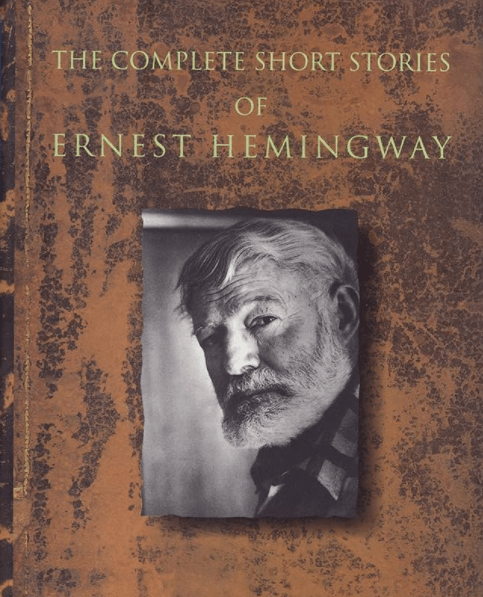 THE COMPLETE SHORT STORIES
OF
ERNEST HEMINGWAY